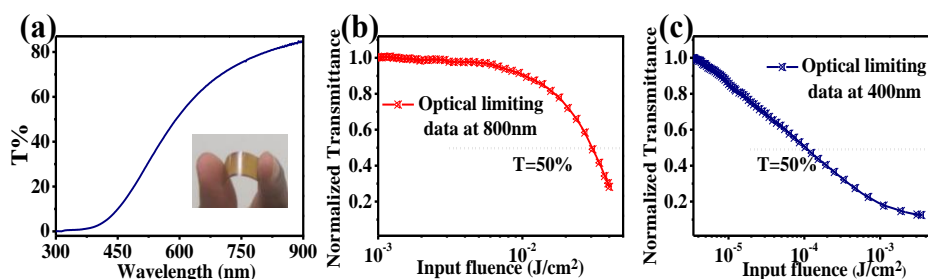 (a)
T%
80
60
40
20
0
300
450
600
750
900
Wavelength (nm)
(b)
Normalized Transmittance
1.0
0.8
0.6
0.4
0.2
Optical limiting
data at 800nm
T=50%
10⁻³
10⁻²
Input fluence (J/cm²)
(c)
Normalized Transmittance
1.0
0.8
0.6
0.4
0.2
Optical limiting
data at 400nm
T=50%
10⁻⁵
10⁻⁴
10⁻³
Input fluence (J/cm²)